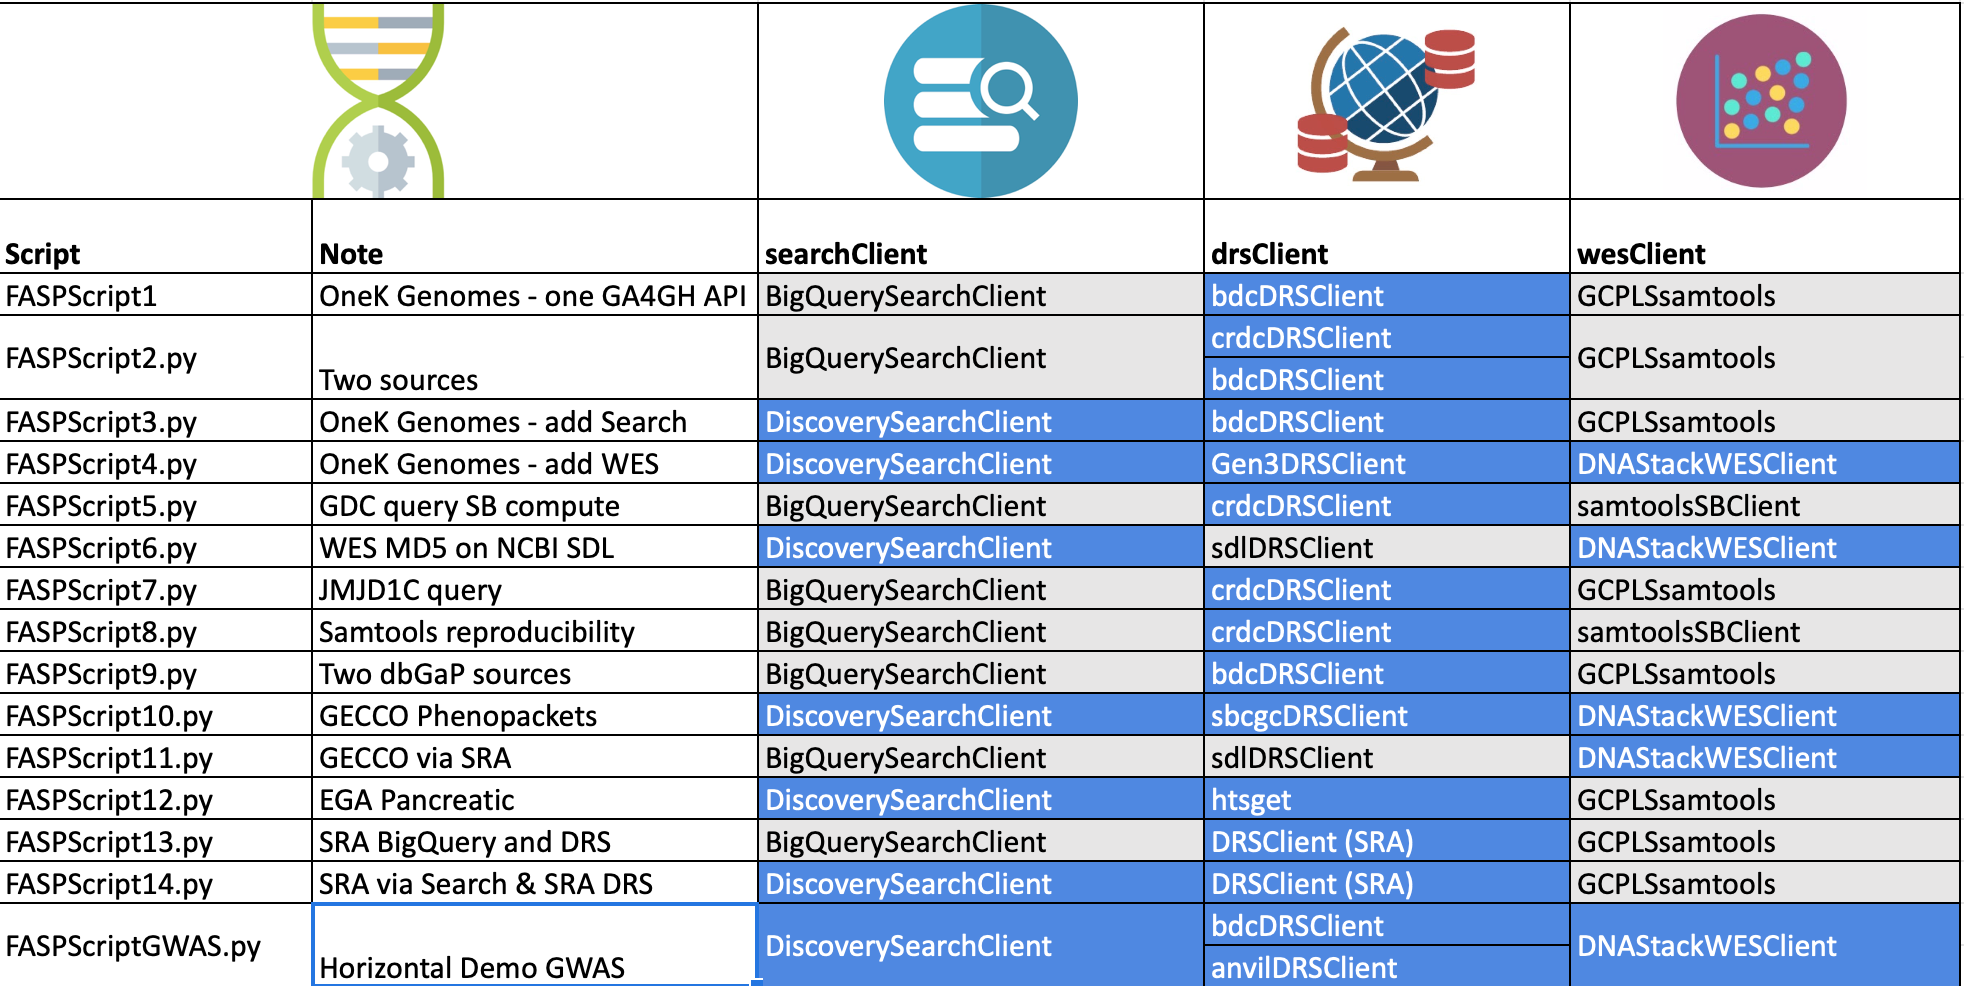 Script Note searchClient drsClient wesClient
FASPScript1 OneK Genomes - one GA4GH API BigQuerySearchClient bdcDRSClient GCPLSsamtools
FASPScript2.py Two sources BigQuerySearchClient crdcDRSClient GCPLSsamtools
bdcDRSClient
FASPScript3.py OneK Genomes - add Search DiscoverySearchClient bdcDRSClient GCPLSsamtools
FASPScript4.py OneK Genomes - add WES DiscoverySearchClient Gen3DRSClient DNAStackWESClient
FASPScript5.py GDC query SB compute BigQuerySearchClient crdcDRSClient samtoolsSBClient
FASPScript6.py WES MD5 on NCBI SDL DiscoverySearchClient sdlDRSClient DNAStackWESClient
FASPScript7.py JMJD1C query BigQuerySearchClient crdcDRSClient GCPLSsamtools
FASPScript8.py Samtools reproducibility BigQuerySearchClient crdcDRSClient samtoolsSBClient
FASPScript9.py Two dbGaP sources BigQuerySearchClient bdcDRSClient GCPLSsamtools
FASPScript10.py GECCO Phenopackets DiscoverySearchClient sbcgcDRSClient DNAStackWESClient
FASPScript11.py GECCO via SRA BigQuerySearchClient sdlDRSClient DNAStackWESClient
FASPScript12.py EGA Pancreatic DiscoverySearchClient htsget GCPLSsamtools
FASPScript13.py SRA BigQuery and DRS BigQuerySearchClient DRSClient (SRA) GCPLSsamtools
FASPScript14.py SRA via Search & SRA DRS DiscoverySearchClient DRSClient (SRA) GCPLSsamtools
FASPScriptGWAS.py Horizontal Demo GWAS DiscoverySearchClient bdcDRSClient DNAStackWESClient
anvilDRSClient